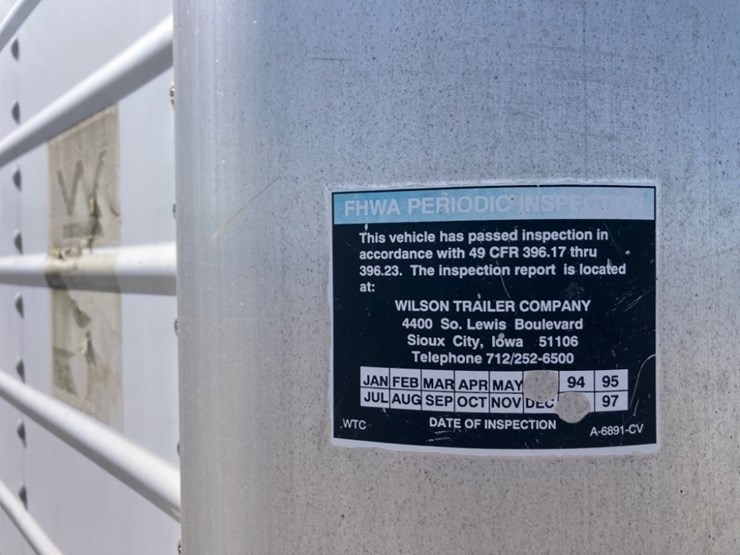 FHWA PERIODIC INSPECTION
This vehicle has passed inspection in
accordance with 49 CFR 396.17 thru
396.23. The inspection report is located
at:
WILSON TRAILER COMPANY
4400 So. Lewis Boulevard
Sioux City, Iowa 51106
Telephone 712/252-6500
JAN FEB MAR APR MAY 94 95
JUL AUG SEP OCT NOV DEC 97
WTC DATE OF INSPECTION A-6891-CV